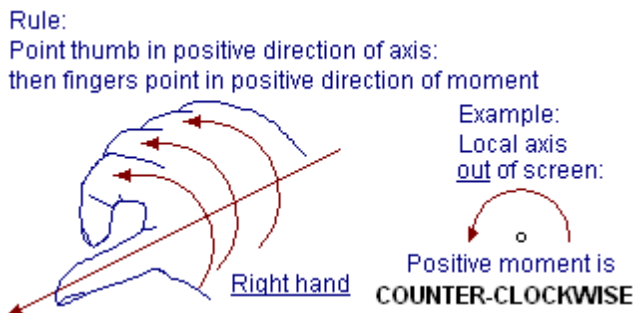 Rule:
Point thumb in positive direction of axis:
then fingers point in positive direction of moment
Example:
Local axis
out of screen:
Right hand
Positive moment is
COUNTER-CLOCKWISE